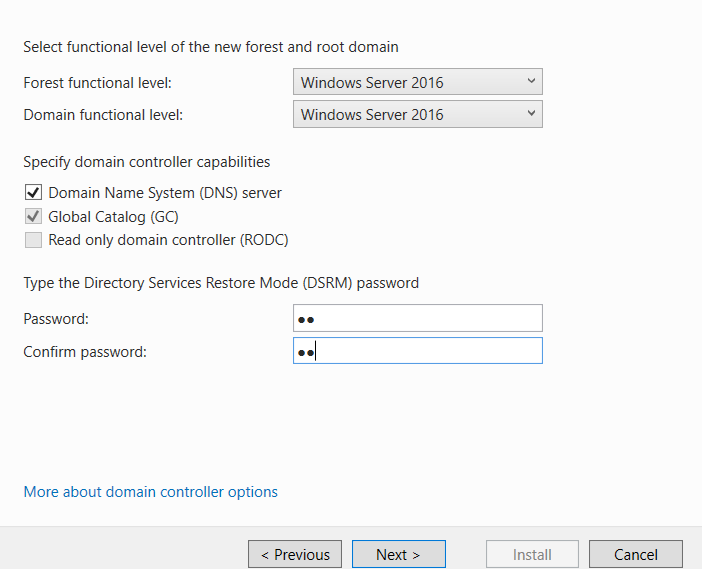 Select functional level of the new forest and root domain
Forest functional level: Windows Server 2016
Domain functional level: Windows Server 2016
Specify domain controller capabilities
Domain Name System (DNS) server
Global Catalog (GC)
Read only domain controller (RODC)
Type the Directory Services Restore Mode (DSRM) password
Password: ●●
Confirm password: ●●
More about domain controller options
< Previous Next > Install Cancel